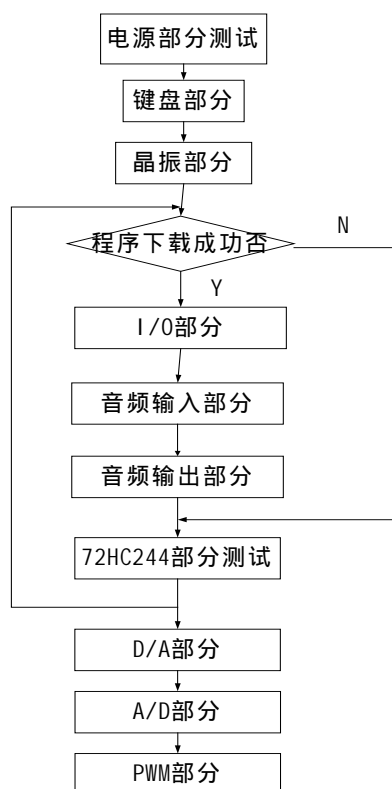 电源部分测试
键盘部分
晶振部分
程序下载成功否
N
Y
I/O部分
音频输入部分
音频输出部分
72HC244部分测试
D/A部分
A/D部分
PWM部分